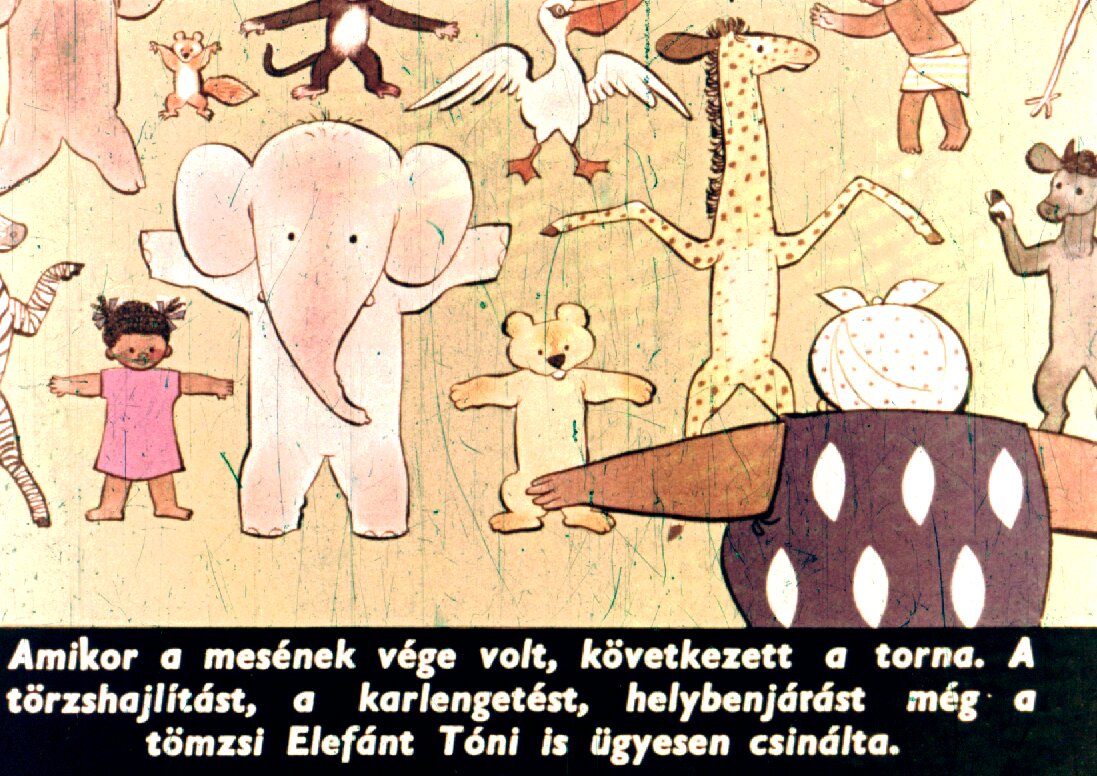 Amikor a mesének vége volt, következett a torna. A
törzshajlítást, a karlengetést, helybenjárást még a
tömzsi Elefánt Tóni is ügyesen csinálta.